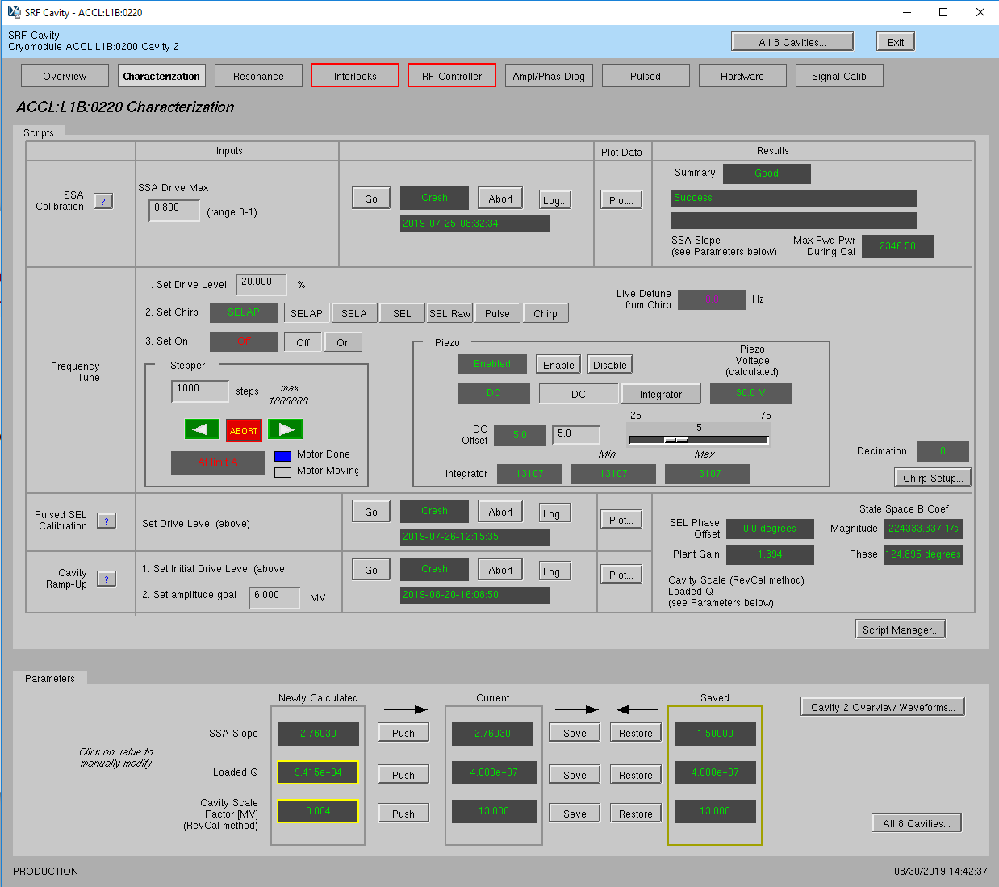 SRF Cavity - ACCL:L1B:0220
SRF Cavity
Cryomodule ACCL:L1B:0200 Cavity 2
All 8 Cavities...
Exit
Overview
Characterization
Resonance
Interlocks
RF Controller
Ampl/Phas Diag
Pulsed
Hardware
Signal Calib
ACCL:L1B:0220 Characterization
Scripts
Inputs
Plot Data
Results
SSA
Calibration
?
SSA Drive Max
0.800
(range 0-1)
Go
Crash
Abort
Log...
2019-07-25-08:32:34
Plot...
Summary:
Good
Success
SSA Slope
(see Parameters below)
Max Fwd Pwr
During Cal
2346.58
Frequency
Tune
1. Set Drive Level
20.000
%
2. Set Chirp
SELAP
SELAP
SELA
SEL
SEL Raw
Pulse
Chirp
3. Set On
Off
Off
On
Live Detune
from Chirp
0.0
Hz
Stepper
1000
steps
max
1000000
ABORT
At limit A
Motor Done
Motor Moving
Piezo
Enabled
Enable
Disable
Piezo
Voltage
(calculated)
DC
DC
Integrator
30.0 V
DC
Offset
5.0
5.0
-25
75
5
Min
Max
Integrator
13107
13107
13107
Decimation
8
Chirp Setup...
Pulsed SEL
Calibration
?
Set Drive Level (above)
Go
Crash
Abort
Log...
2019-07-26-12:15:35
Plot...
SEL Phase
Offset
0.0 degrees
Plant Gain
1.394
State Space B Coef
Magnitude
224333.337 1/s
Phase
124.895 degrees
Cavity
Ramp-Up
?
1. Set Initial Drive Level (above
2. Set amplitude goal
6.000
MV
Go
Crash
Abort
Log...
2019-08-20-16:08:50
Plot...
Cavity Scale (RevCal method)
Loaded Q
(see Parameters below)
Script Manager...
Parameters
Newly Calculated
Current
Saved
Cavity 2 Overview Waveforms...
Click on value to
manually modify
SSA Slope
2.76030
Push
2.76030
Save
Restore
1.50000
Loaded Q
9.415e+04
Push
4.000e+07
Save
Restore
4.000e+07
Cavity Scale
Factor [MV]
(RevCal method)
0.004
Push
13.000
Save
Restore
13.000
All 8 Cavities...
PRODUCTION
08/30/2019 14:42:37